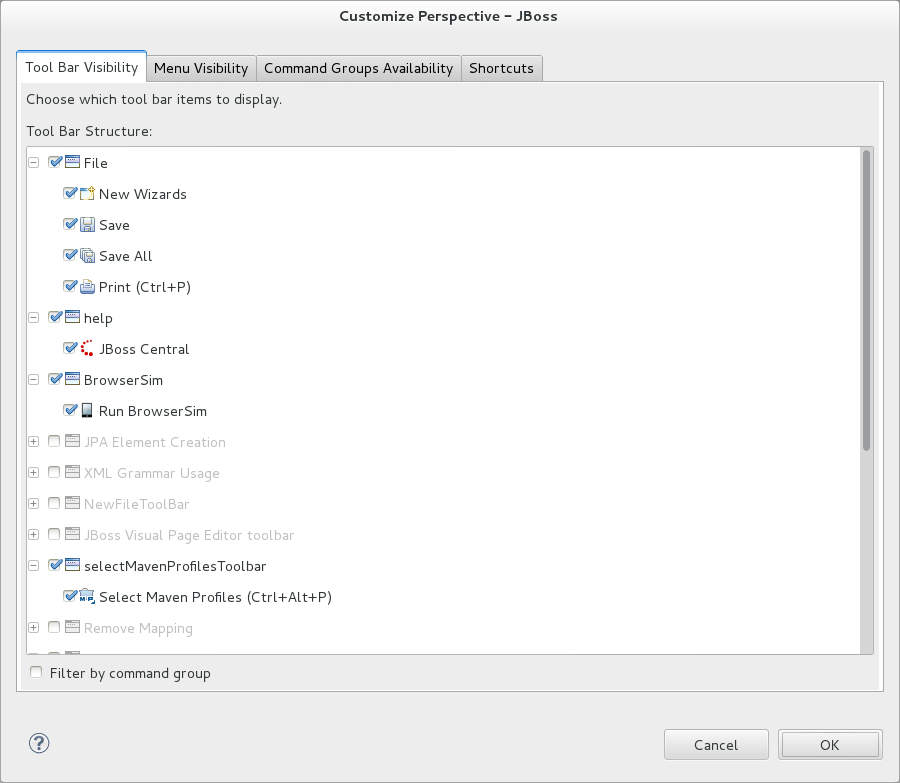 Customize Perspective – JBoss
Tool Bar Visibility Menu Visibility Command Groups Availability Shortcuts
Choose which tool bar items to display.
Tool Bar Structure:
File
New Wizards
Save
Save All
Print (Ctrl+P)
help
JBoss Central
BrowserSim
Run BrowserSim
JPA Element Creation
XML Grammar Usage
NewFileToolBar
JBoss Visual Page Editor toolbar
selectMavenProfilesToolbar
Select Maven Profiles (Ctrl+Alt+P)
Remove Mapping
Filter by command group
? Cancel OK